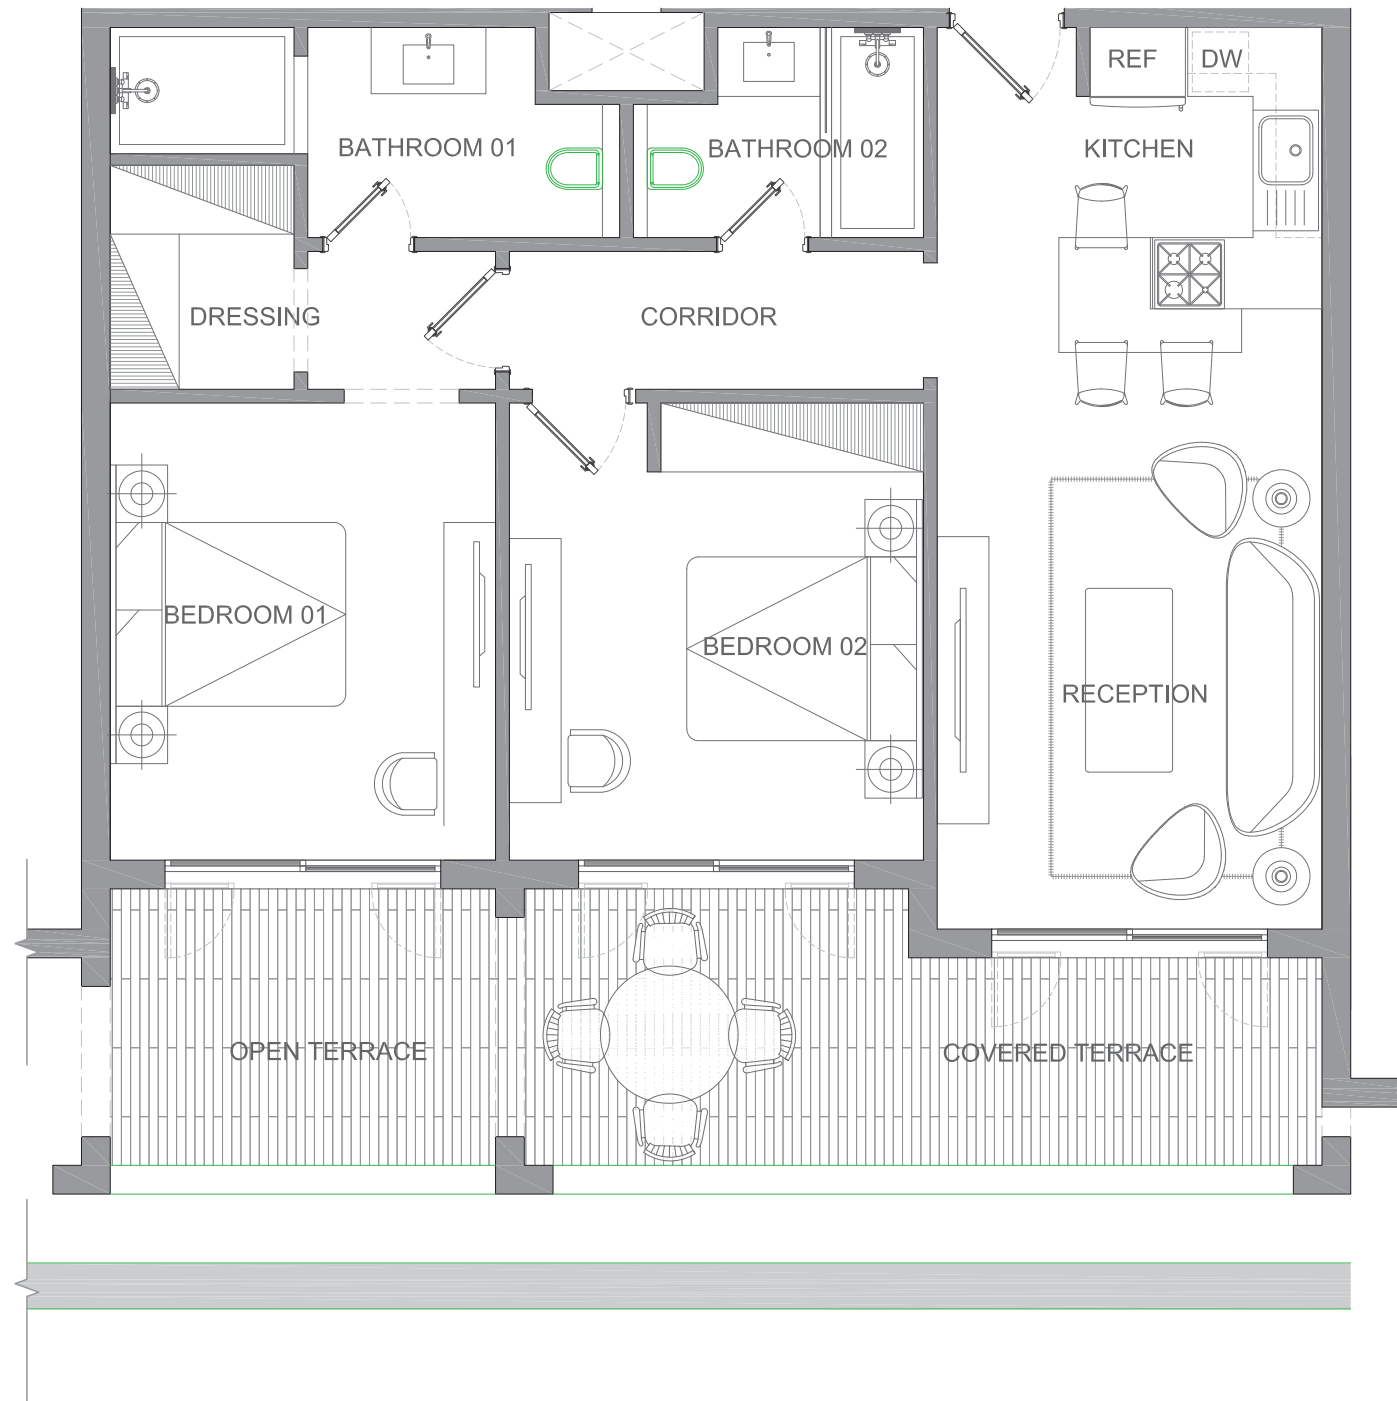 REF
DW
BATHROOM 01
BATHROOM 02
KITCHEN
DRESSING
CORRIDOR
BEDROOM 01
BEDROOM 02
RECEPTION
OPEN TERRACE
COVERED TERRACE